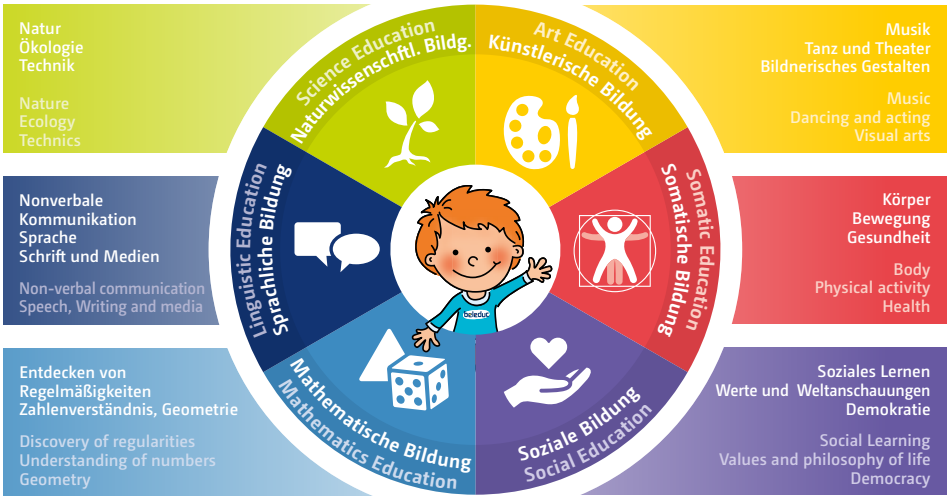 Natur
Ökologie
Technik
Nature
Ecology
Technics
Science Education
Naturwissenschftl. Bildg.
Art Education
Künstlerische Bildung
Musik
Tanz und Theater
Bildnerisches Gestalten
Music
Dancing and acting
Visual arts
Nonverbale
Kommunikation
Sprache
Schrift und Medien
Non-verbal communication
Speech, Writing and media
Linguistic Education
Sprachliche Bildung
Somatic Education
Somatische Bildung
Körper
Bewegung
Gesundheit
Body
Physical activity
Health
beleduc
Entdecken von
Regelmäßigkeiten
Zahlenverständnis, Geometrie
Discovery of regularities
Understanding of numbers
Geometry
Mathematische Bildung
Mathematics Education
Soziale Bildung
Social Education
Soziales Lernen
Werte und Weltanschauungen
Demokratie
Social Learning
Values and philosophy of life
Democracy